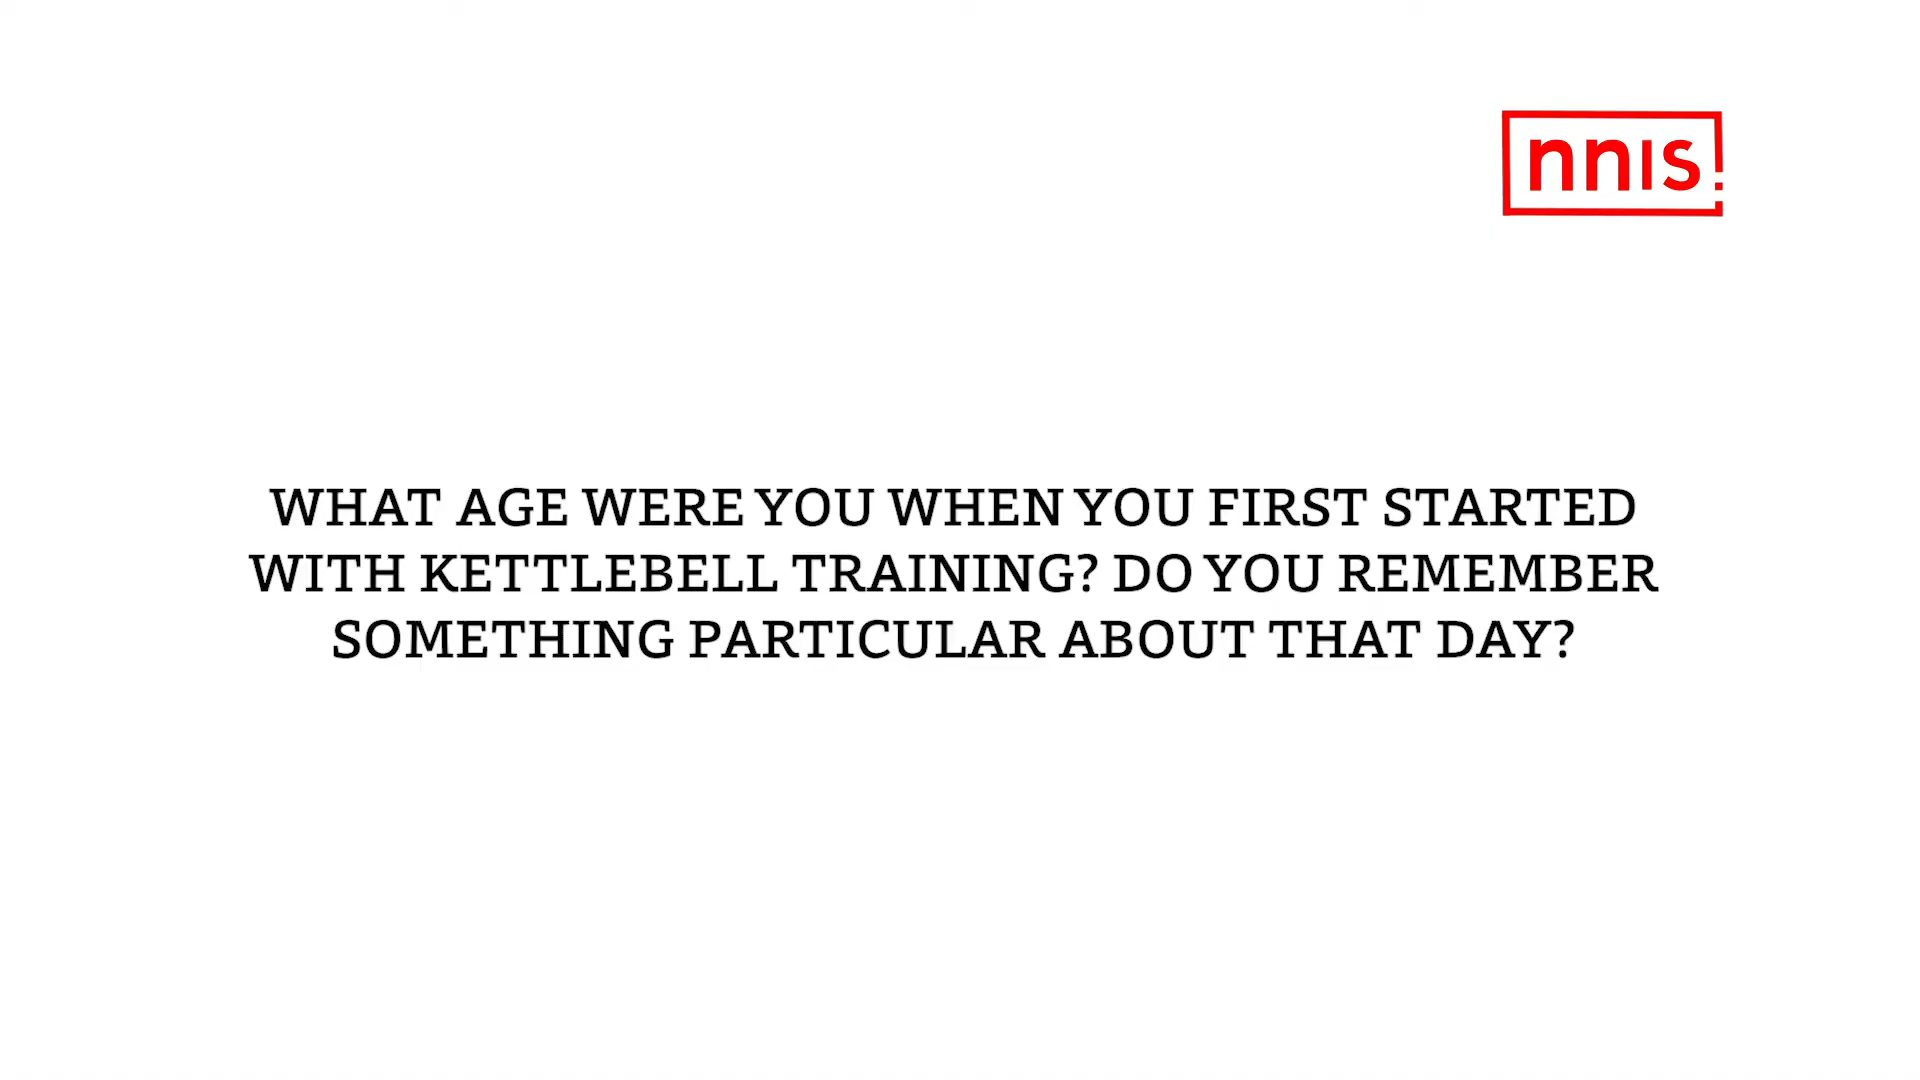 nnis!
WHAT AGE WERE YOU WHEN YOU FIRST STARTED
WITH KETTLEBELL TRAINING? DO YOU REMEMBER
SOMETHING PARTICULAR ABOUT THAT DAY?